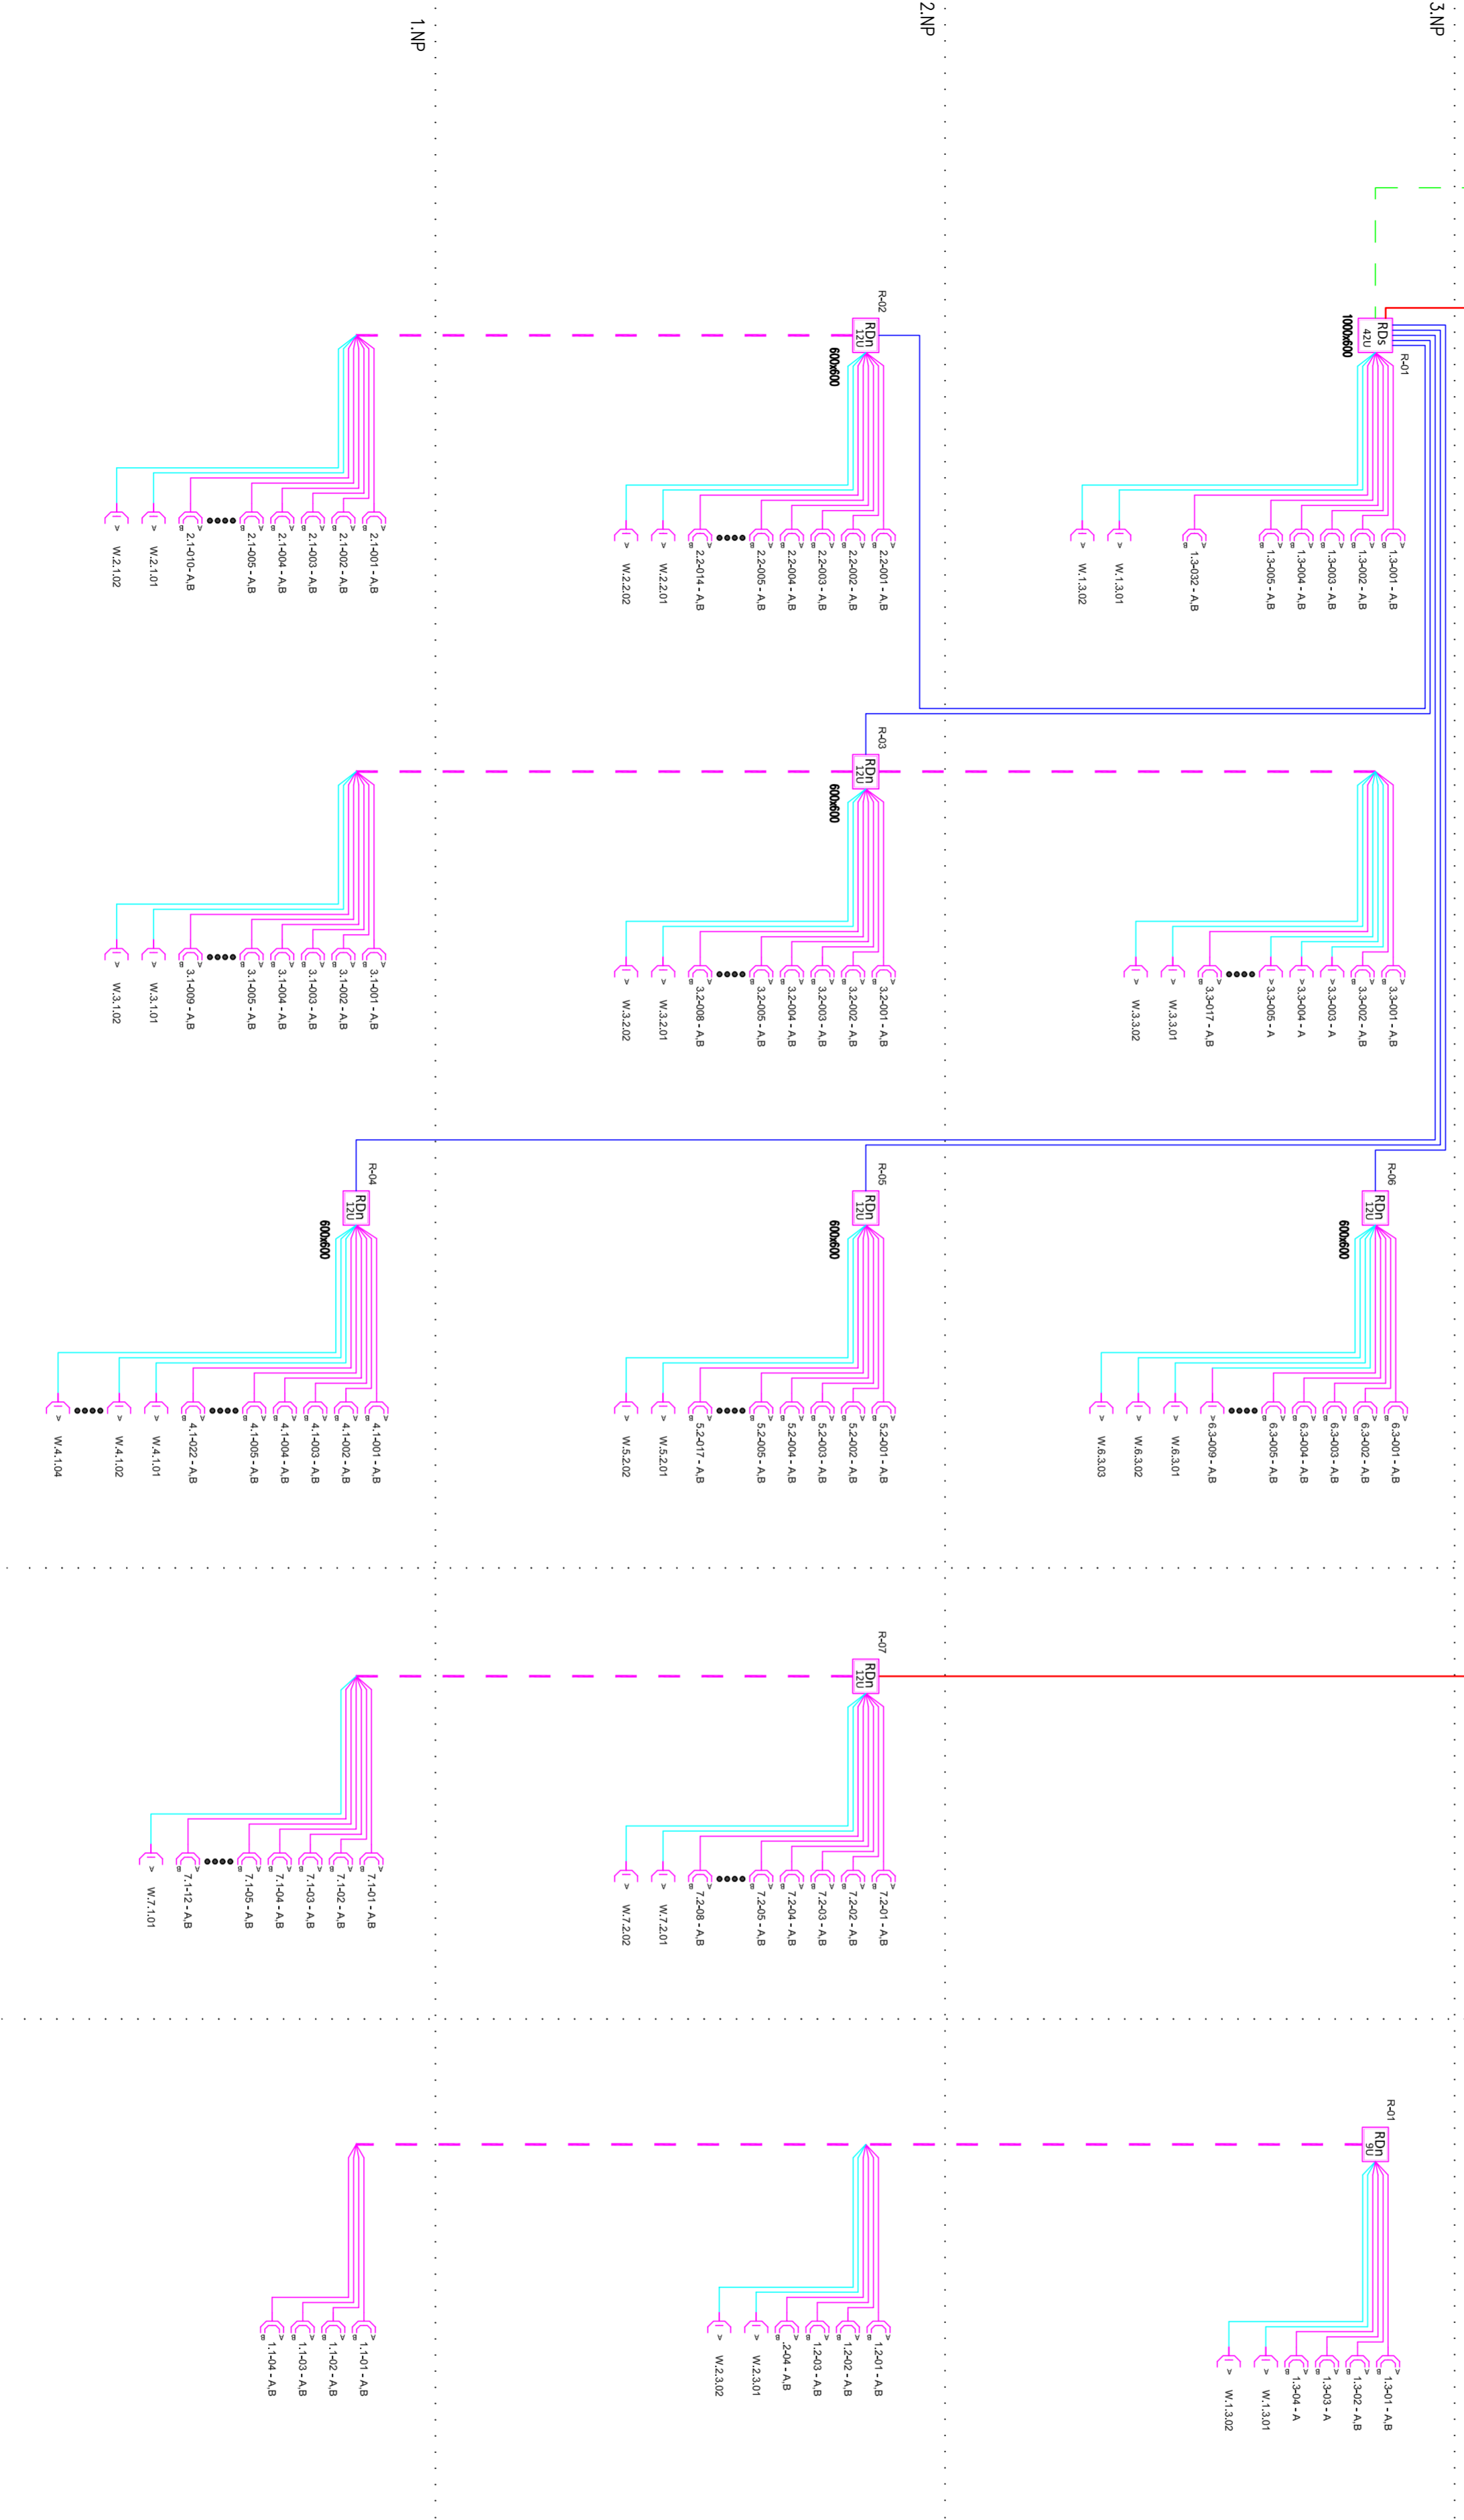 3.NP
R-01
RDs
42U
1000x600
1.3-001 - A,B
1.3-002 - A,B
1.3-003 - A,B
1.3-004 - A,B
1.3-005 - A,B
1.3-032 - A,B
W.1.3.01
W.1.3.02
3.3-001 - A,B
3.3-002 - A,B
3.3-003 - A
3.3-004 - A
3.3-005 - A
3.3-017 - A,B
W.3.3.01
W.3.3.02
R-06
RDn
12U
600x600
6.3-001 - A,B
6.3-002 - A,B
6.3-003 - A,B
6.3-004 - A,B
6.3-005 - A,B
6.3-009 - A,B
W.6.3.01
W.6.3.02
W.6.3.03
R-01
RDn
9U
1.3-01 - A,B
1.3-02 - A,B
1.3-03 - A
1.3-04 - A
W.1.3.01
W.1.3.02
2.NP
R-02
RDn
12U
600x600
2.2-001 - A,B
2.2-002 - A,B
2.2-003 - A,B
2.2-004 - A,B
2.2-005 - A,B
2.2-014 - A,B
W.2.2.01
W.2.2.02
R-03
RDn
12U
600x600
3.2-001 - A,B
3.2-002 - A,B
3.2-003 - A,B
3.2-004 - A,B
3.2-005 - A,B
3.2-008 - A,B
W.3.2.01
W.3.2.02
R-05
RDn
12U
600x600
5.2-001 - A,B
5.2-002 - A,B
5.2-003 - A,B
5.2-004 - A,B
5.2-005 - A,B
5.2-017 - A,B
W.5.2.01
W.5.2.02
R-07
RDn
12U
7.2-01 - A,B
7.2-02 - A,B
7.2-03 - A,B
7.2-04 - A,B
7.2-05 - A,B
7.2-08 - A,B
W.7.2.01
W.7.2.02
1.2-01 - A,B
1.2-02 - A,B
1.2-03 - A,B
.2-04 - A,B
W.2.3.01
W.2.3.02
1.NP
2.1-001 - A,B
2.1-002 - A,B
2.1-003 - A,B
2.1-004 - A,B
2.1-005 - A,B
2.1-010 - A,B
W.2.1.01
W.2.1.02
3.1-001 - A,B
3.1-002 - A,B
3.1-003 - A,B
3.1-004 - A,B
3.1-005 - A,B
3.1-009 - A,B
W.3.1.01
W.3.1.02
R-04
RDn
12U
600x600
4.1-001 - A,B
4.1-002 - A,B
4.1-003 - A,B
4.1-004 - A,B
4.1-005 - A,B
4.1-022 - A,B
W.4.1.01
W.4.1.02
W.4.1.04
7.1-01 - A,B
7.1-02 - A,B
7.1-03 - A,B
7.1-04 - A,B
7.1-05 - A,B
7.1-12 - A,B
W.7.1.01
1.1-01 - A,B
1.1-02 - A,B
1.1-03 - A,B
1.1-04 - A,B